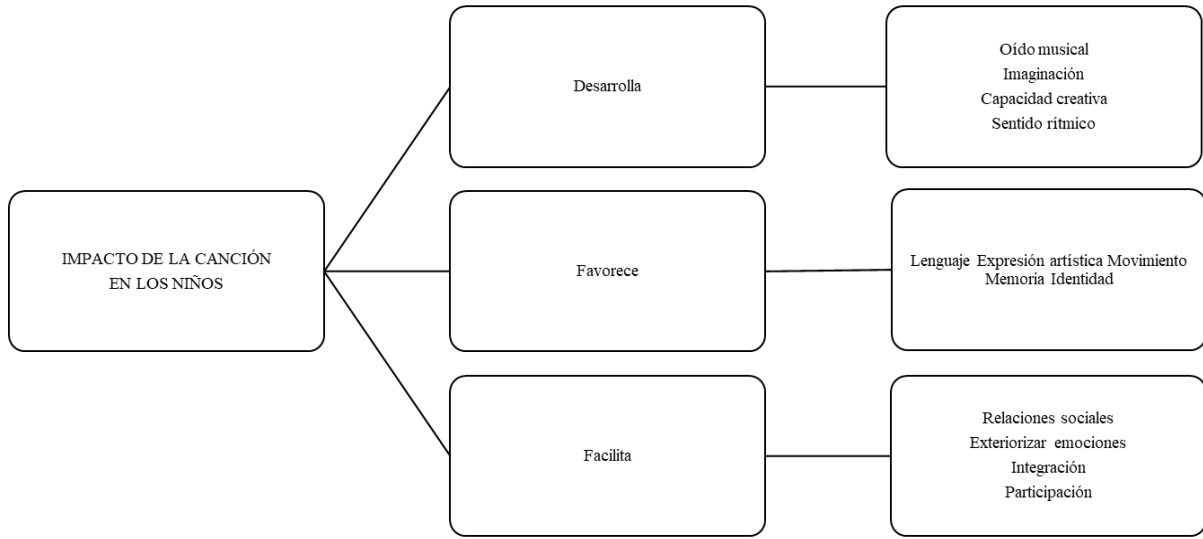 IMPACTO DE LA CANCIÓN
EN LOS NIÑOS
Desarrolla
Oído musical
Imaginación
Capacidad creativa
Sentido rítmico
Favorece
Lenguaje Expresión artística Movimiento
Memoria Identidad
Facilita
Relaciones sociales
Exteriorizar emociones
Integración
Participación